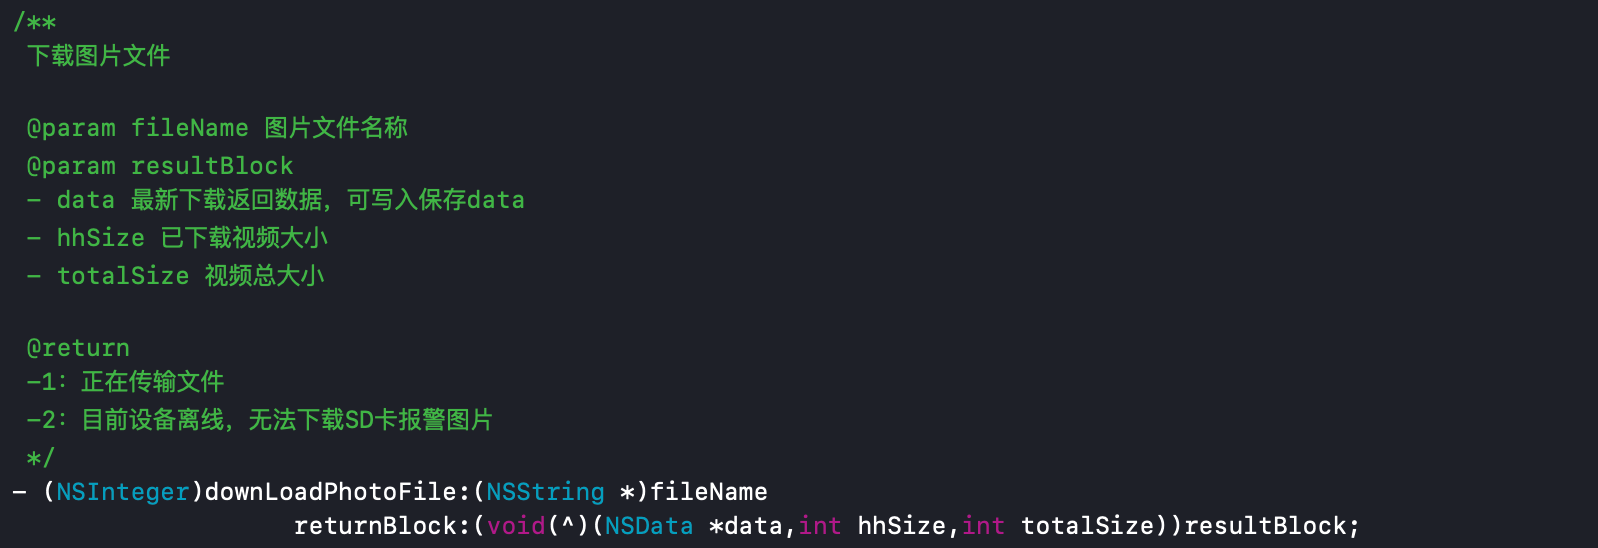 /**
下载图片文件
@param fileName 图片文件名称
@param resultBlock
- data 最新下载返回数据，可写入保存data
- hhSize 已下载视频大小
- totalSize 视频总大小
@return
-1：正在传输文件
-2：目前设备离线，无法下载SD卡报警图片
*/
- (NSInteger)downLoadPhotoFile:(NSString *)fileName
returnBlock:(void(^)(NSData *data,int hhSize,int totalSize))resultBlock;